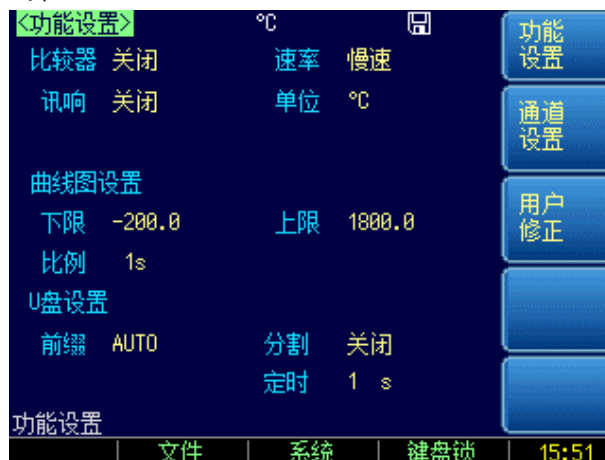 <功能设置> ℃
比较器 关闭 速率 慢速
讯响 关闭 单位 ℃
曲线图设置
下限 -200.0 上限 1800.0
比例 1s
U盘设置
前缀 AUTO 分割 关闭
定时 1 s
功能设置
文件 系统 键盘锁 15:51
功能
设置
通道
设置
用户
修正